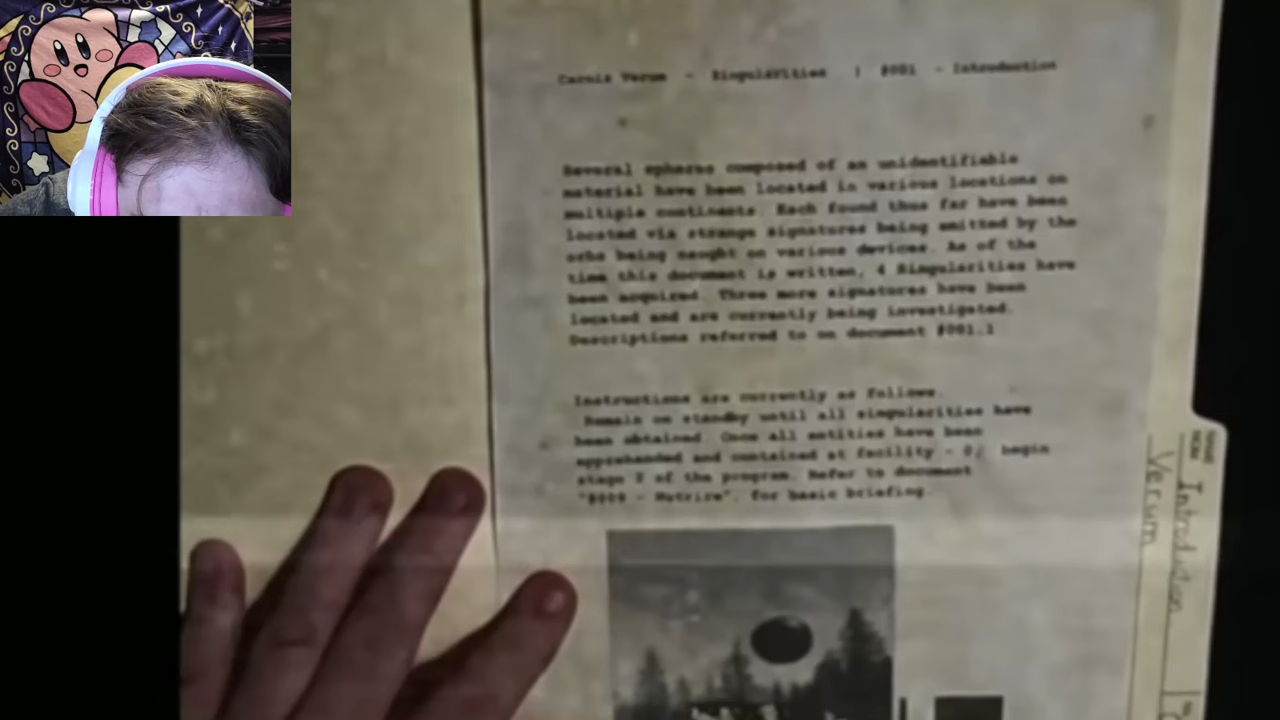 Carnis Verum - Singularities | #001 - Introduction
Several spheres composed of an unidentifiable
material have been located in various locations on
multiple continents. Each found thus far have been
located via strange signatures being emitted by the
orbs being caught on various devices. As of the
time this document is written, 4 Singularities have
been acquired. Three more signatures have been
located and are currently being investigated.
Descriptions referred to on document #001.1
Instructions are currently as follows.
Remain on standby until all singularities have
been obtained. Once all entities have been
apprehended and contained at facility - 0, begin
stage 2 of the program. Refer to document
for basic briefing.
Introduction
Verum